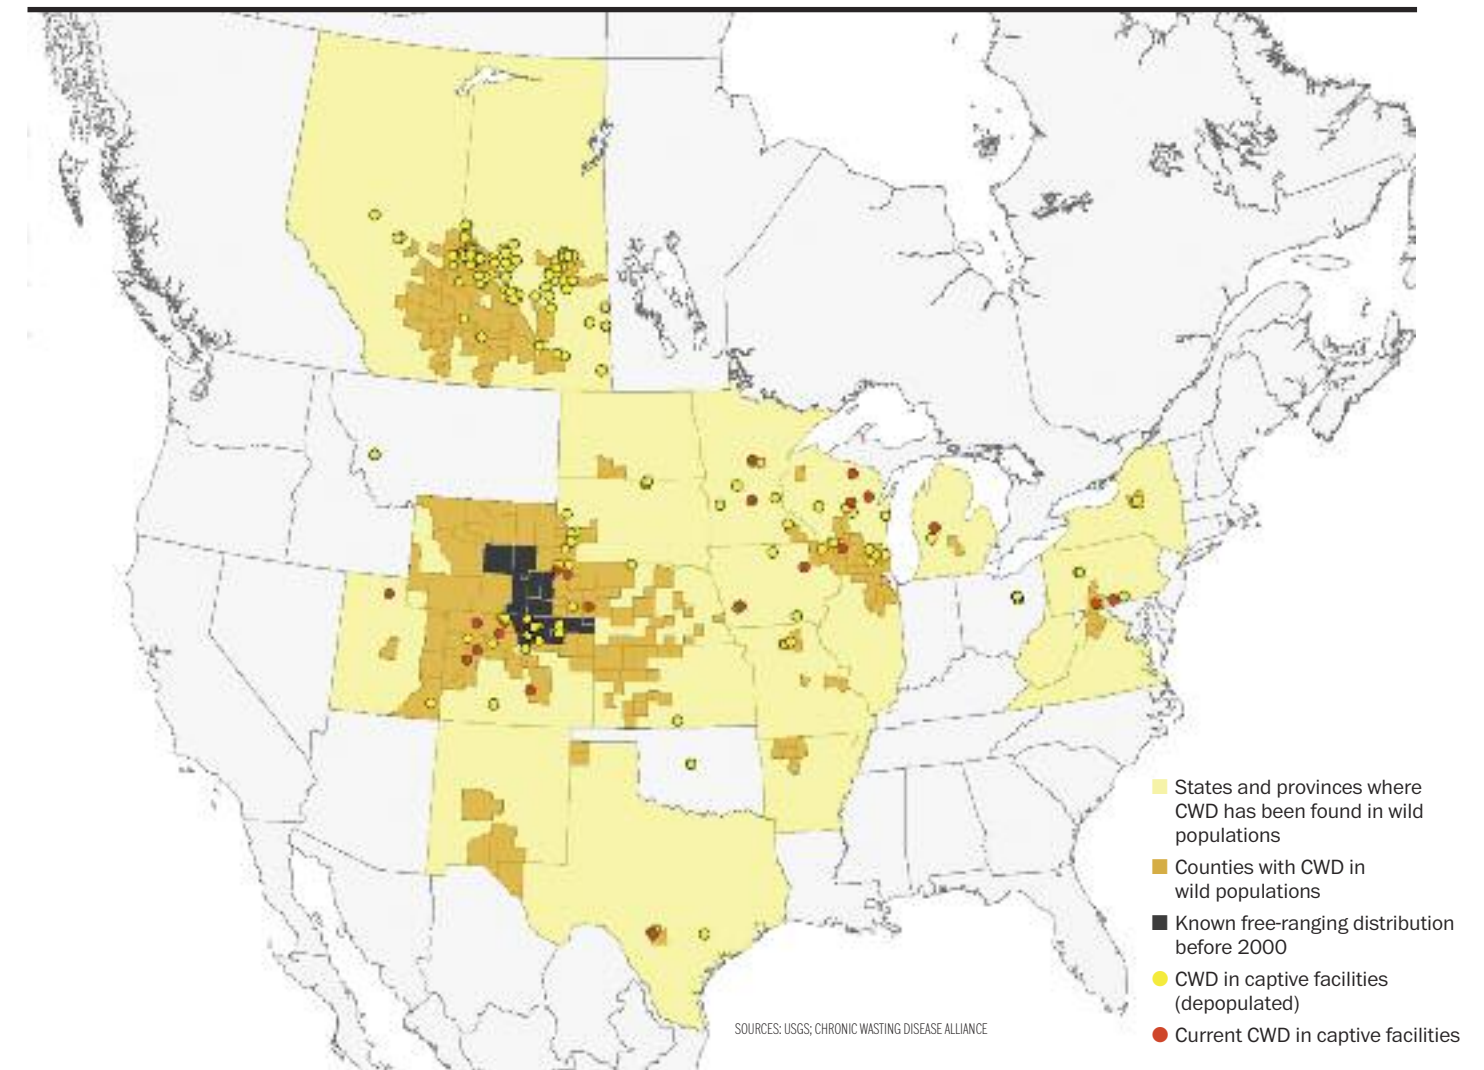 States and provinces where
CWD has been found in wild
populations
Counties with CWD in
wild populations
Known free-ranging distribution
before 2000
CWD in captive facilities
(depopulated)
Current CWD in captive facilities
SOURCES: USGS; CHRONIC WASTING DISEASE ALLIANCE